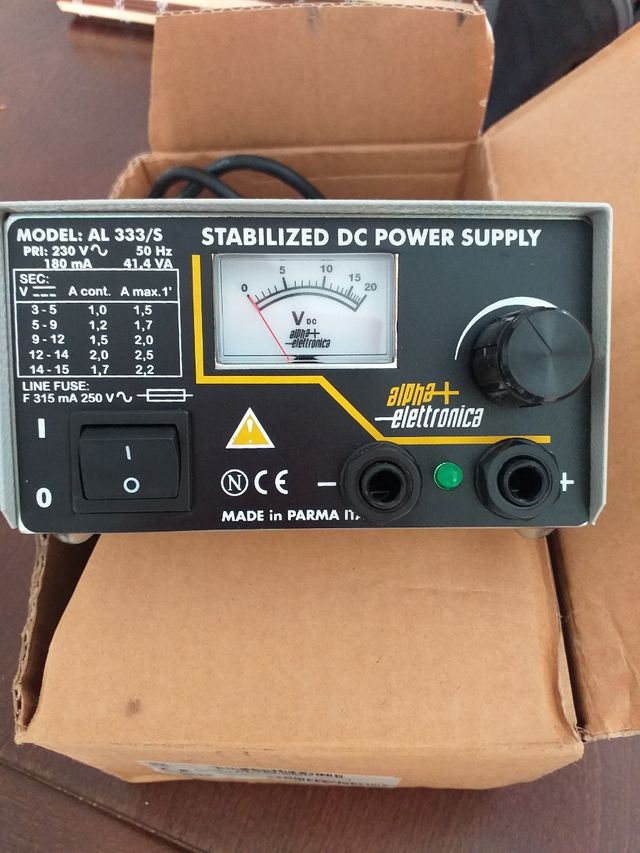 MODEL: AL 333/S
PRI: 230 V 50 Hz
180 mA 41,4 VA
STABILIZED DC POWER SUPPLY
SEC:
V A cont. A max.1'
3 - 5 1,0 1,5
5 - 9 1,2 1,7
9 - 12 1,5 2,0
12 - 14 2,0 2,5
14 - 15 1,7 2,2
LINE FUSE:
F 315 mA 250 V
0 5 10 15 20
V DC
alpha+
elettronica
alpha+
elettronica
I
0
I
O
N CE
- +
MADE in PARMA